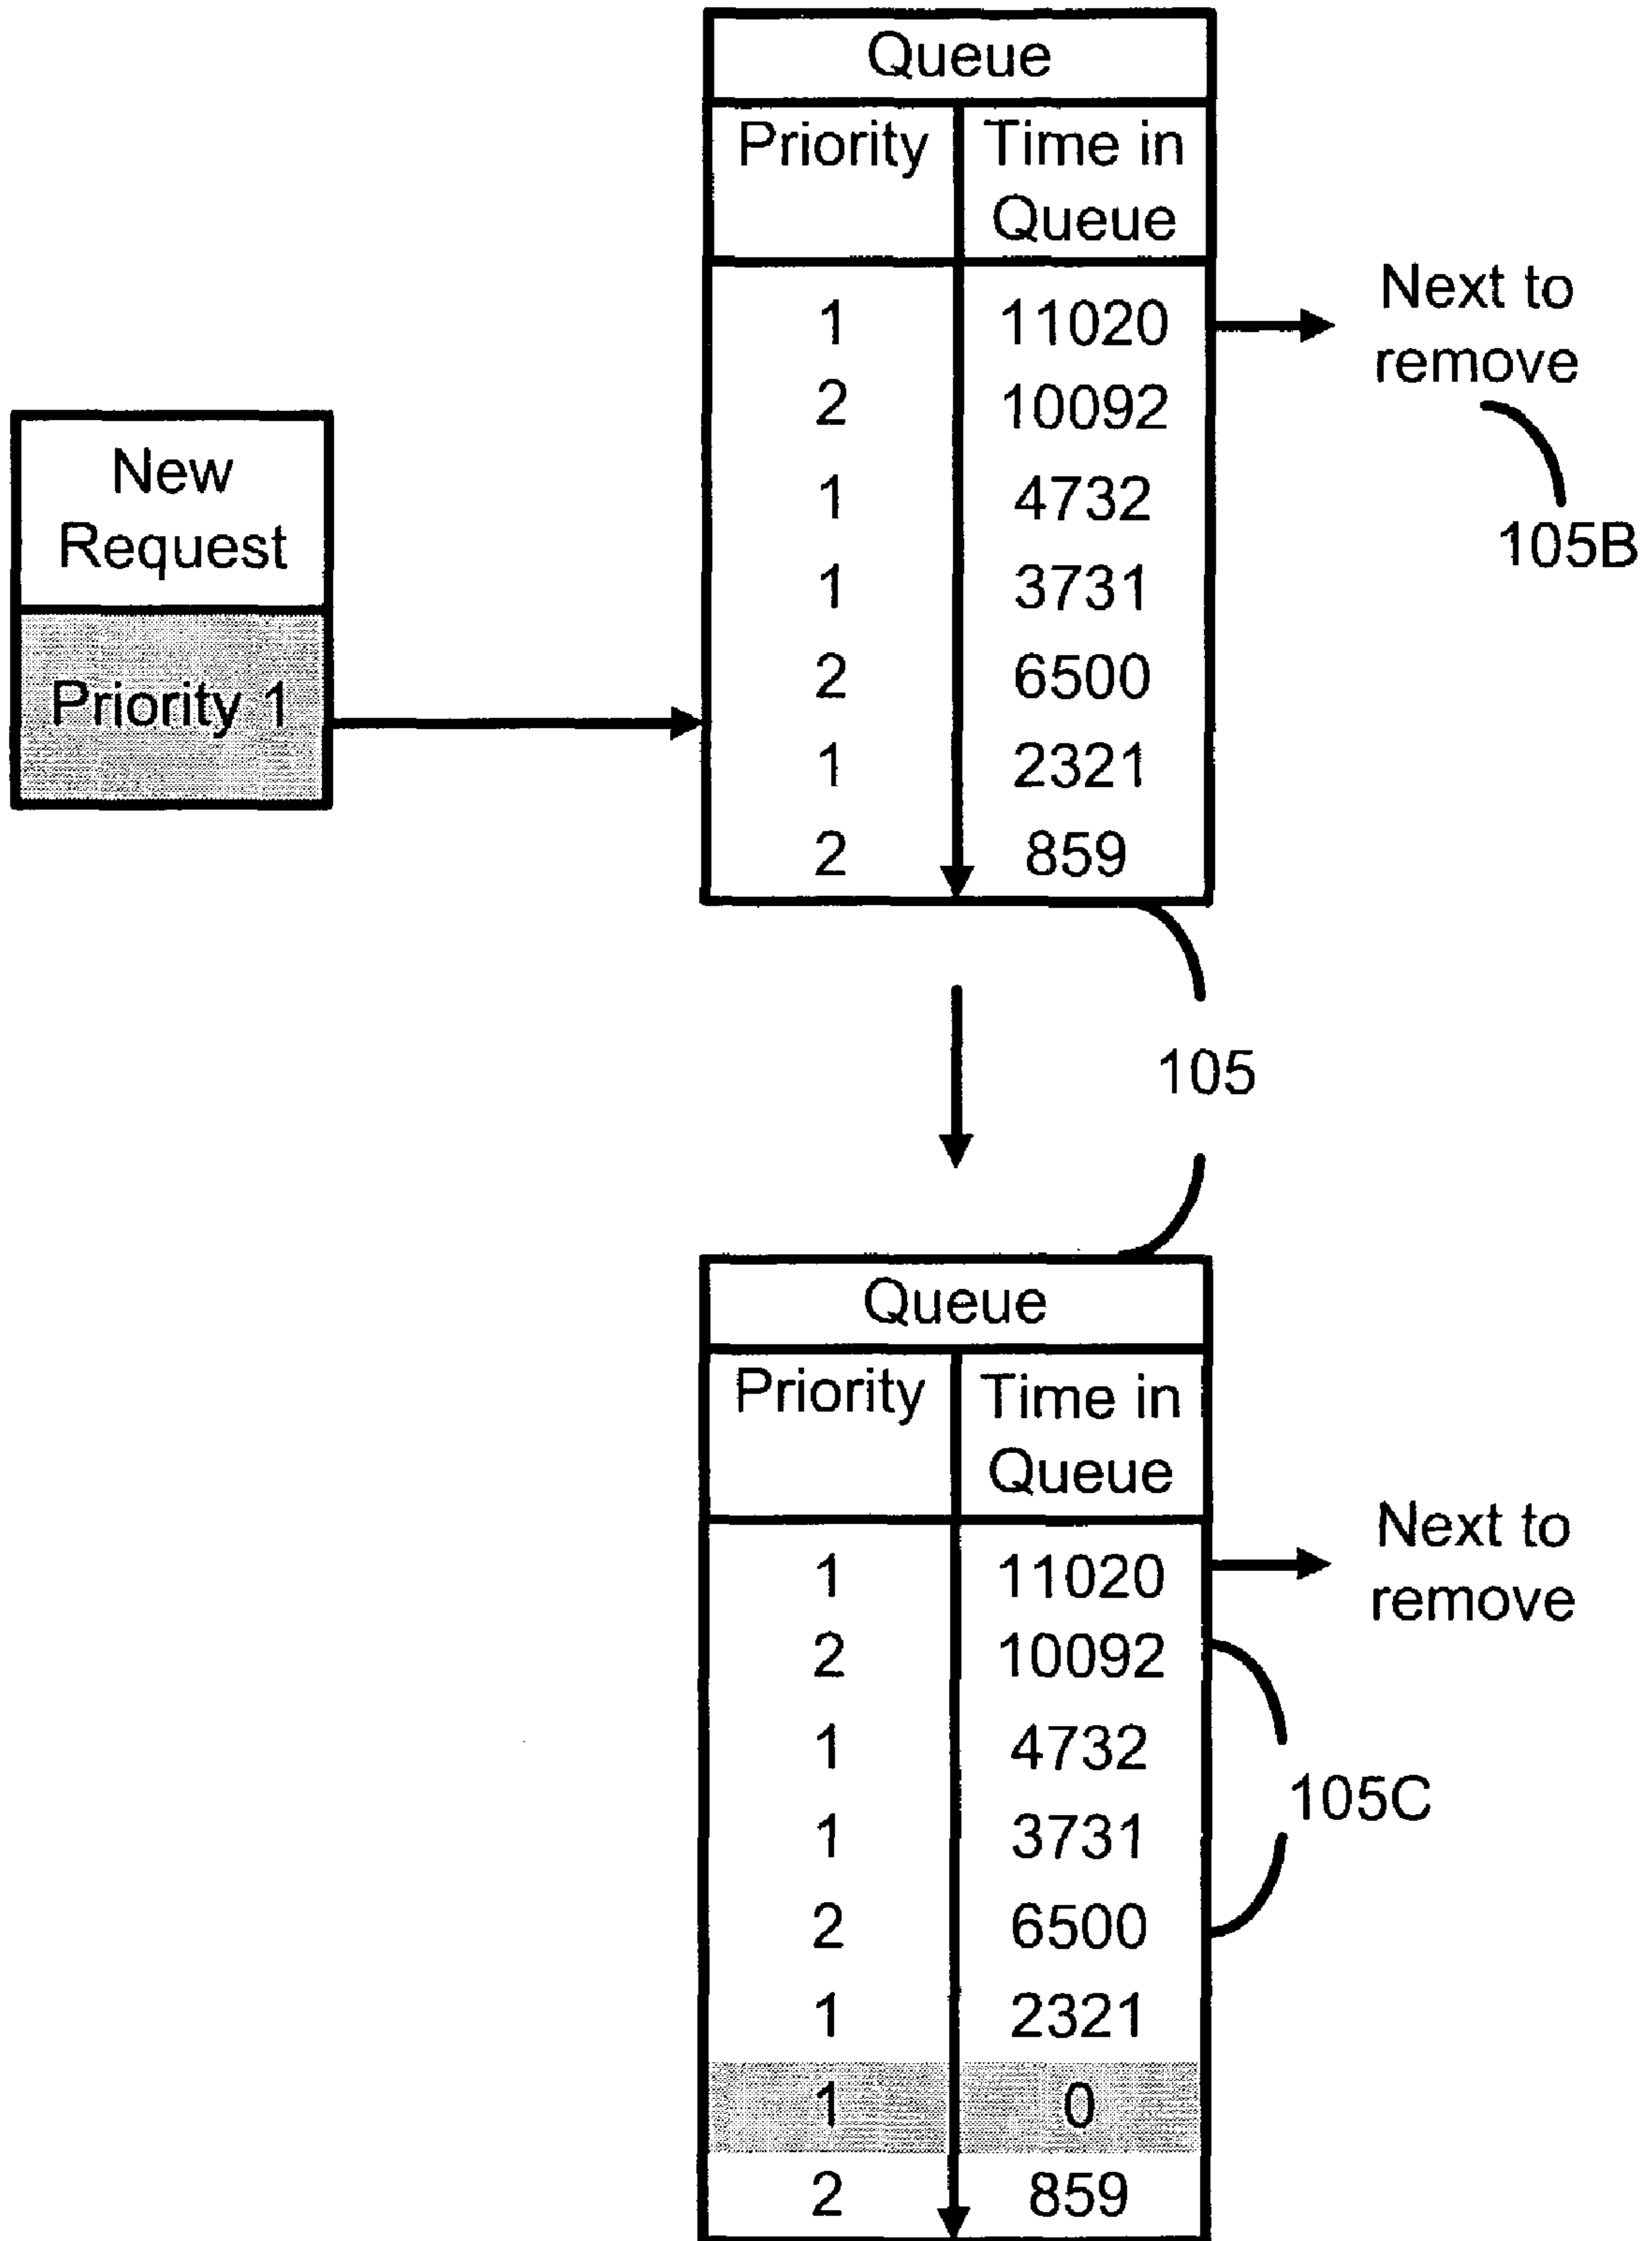 Queue
Priority Time in
Queue
1 11020
2 10092
1 4732
1 3731
2 6500
1 2321
2 859
Next to
remove
105B
New
Request
Priority 1
105
Queue
Priority Time in
Queue
1 11020
2 10092
1 4732
1 3731
2 6500
1 2321
1 0
2 859
Next to
remove
105C